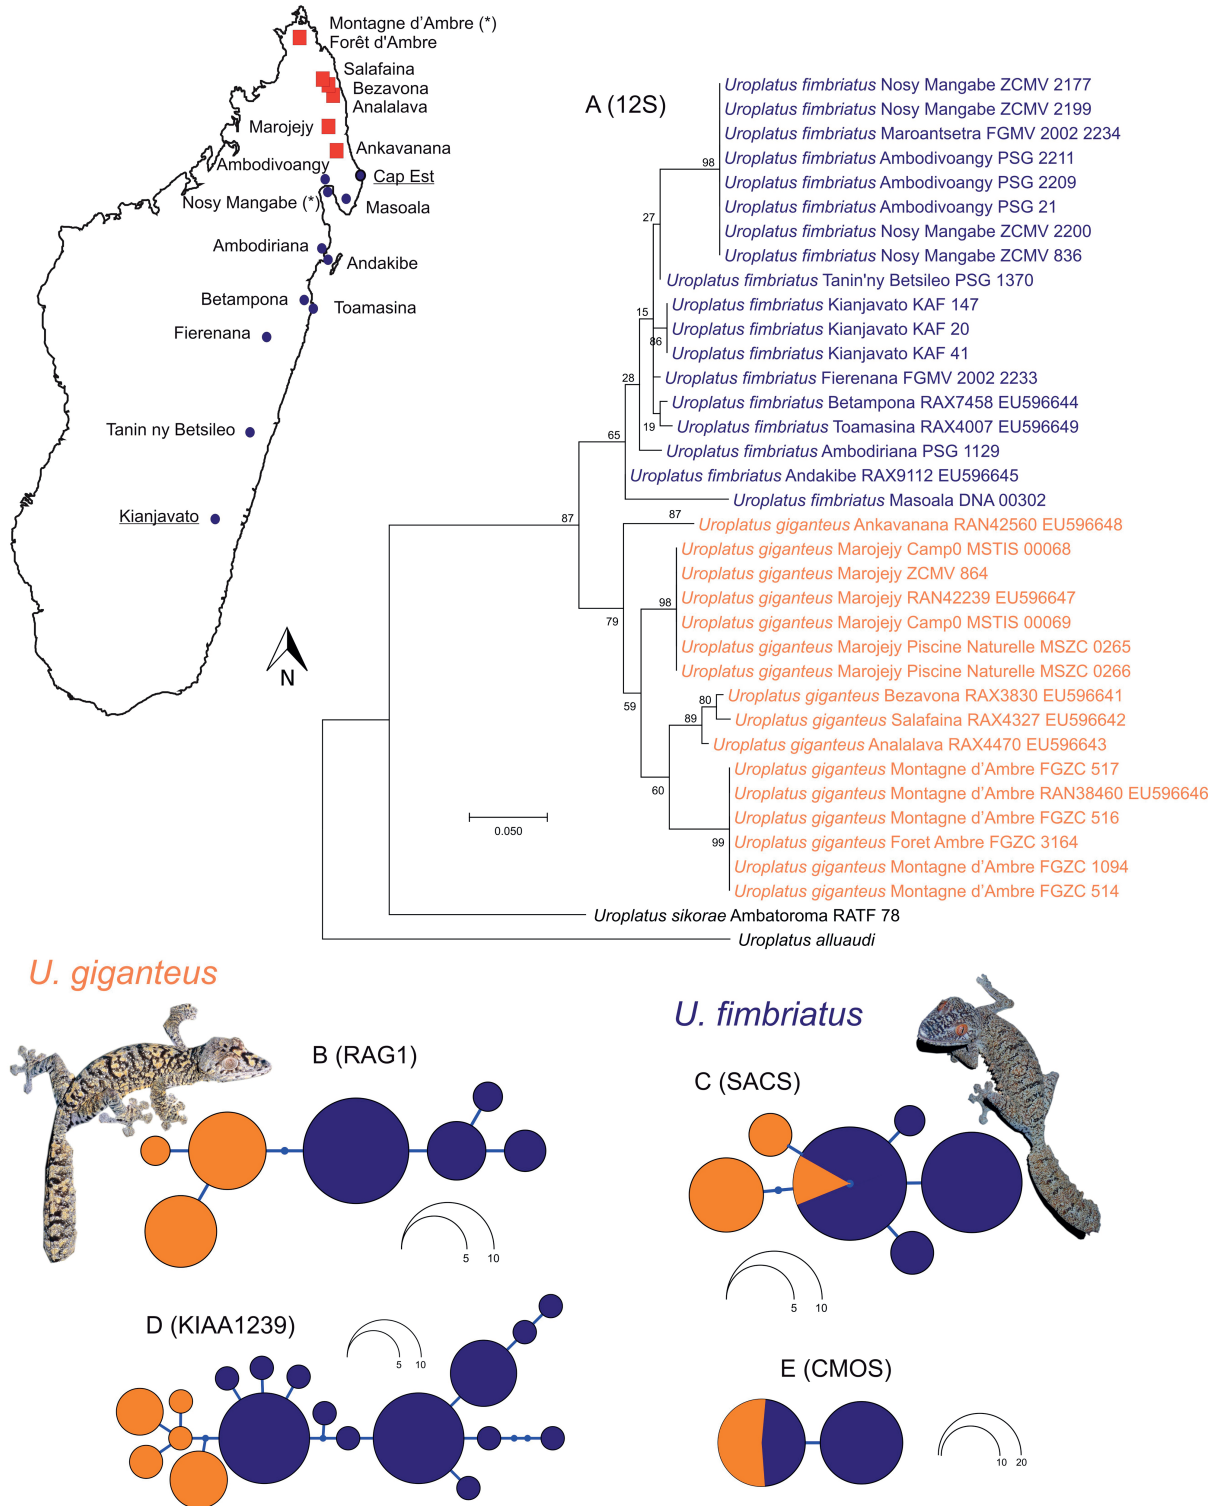 Montagne d'Ambre (*)
Forêt d'Ambre
Salafaina
Bezavona
Analalava
Marojejy
Ankavanana
Ambodivoangy
Cap Est
Nosy Mangabe (*)
Masoala
Ambodiriana
Andakibe
Betampona
Toamasina
Fierenana
Tanin ny Betsileo
Kianjavato
N
A (12S)
Uroplatus fimbriatus Nosy Mangabe ZCMV 2177
Uroplatus fimbriatus Nosy Mangabe ZCMV 2199
Uroplatus fimbriatus Maroantsetra FGMV 2002 2234
98
Uroplatus fimbriatus Ambodivoangy PSG 2211
Uroplatus fimbriatus Ambodivoangy PSG 2209
Uroplatus fimbriatus Ambodivoangy PSG 21
27
Uroplatus fimbriatus Nosy Mangabe ZCMV 2200
Uroplatus fimbriatus Nosy Mangabe ZCMV 836
Uroplatus fimbriatus Tanin'ny Betsileo PSG 1370
Uroplatus fimbriatus Kianjavato KAF 147
15
Uroplatus fimbriatus Kianjavato KAF 20
86
Uroplatus fimbriatus Kianjavato KAF 41
28
Uroplatus fimbriatus Fierenana FGMV 2002 2233
Uroplatus fimbriatus Betampona RAX7458 EU596644
19
Uroplatus fimbriatus Toamasina RAX4007 EU596649
65
Uroplatus fimbriatus Ambodiriana PSG 1129
Uroplatus fimbriatus Andakibe RAX9112 EU596645
Uroplatus fimbriatus Masoala DNA 00302
87
87
Uroplatus giganteus Ankavanana RAN42560 EU596648
Uroplatus giganteus Marojejy Camp0 MSTIS 00068
Uroplatus giganteus Marojejy ZCMV 864
98
Uroplatus giganteus Marojejy RAN42239 EU596647
79
Uroplatus giganteus Marojejy Camp0 MSTIS 00069
Uroplatus giganteus Marojejy Piscine Naturelle MSZC 0265
Uroplatus giganteus Marojejy Piscine Naturelle MSZC 0266
59
80
Uroplatus giganteus Bezavona RAX3830 EU596641
89
Uroplatus giganteus Salafaina RAX4327 EU596642
Uroplatus giganteus Analalava RAX4470 EU596643
60
Uroplatus giganteus Montagne d'Ambre FGZC 517
Uroplatus giganteus Montagne d'Ambre RAN38460 EU596646
Uroplatus giganteus Montagne d'Ambre FGZC 516
99
Uroplatus giganteus Foret Ambre FGZC 3164
Uroplatus giganteus Montagne d'Ambre FGZC 1094
Uroplatus giganteus Montagne d'Ambre FGZC 514
0.050
Uroplatus sikorae Ambatoroma RATF 78
Uroplatus alluaudi
U. giganteus
U. fimbriatus
B (RAG1)
5 10
C (SACS)
5 10
D (KIAA1239)
5 10
E (CMOS)
10 20